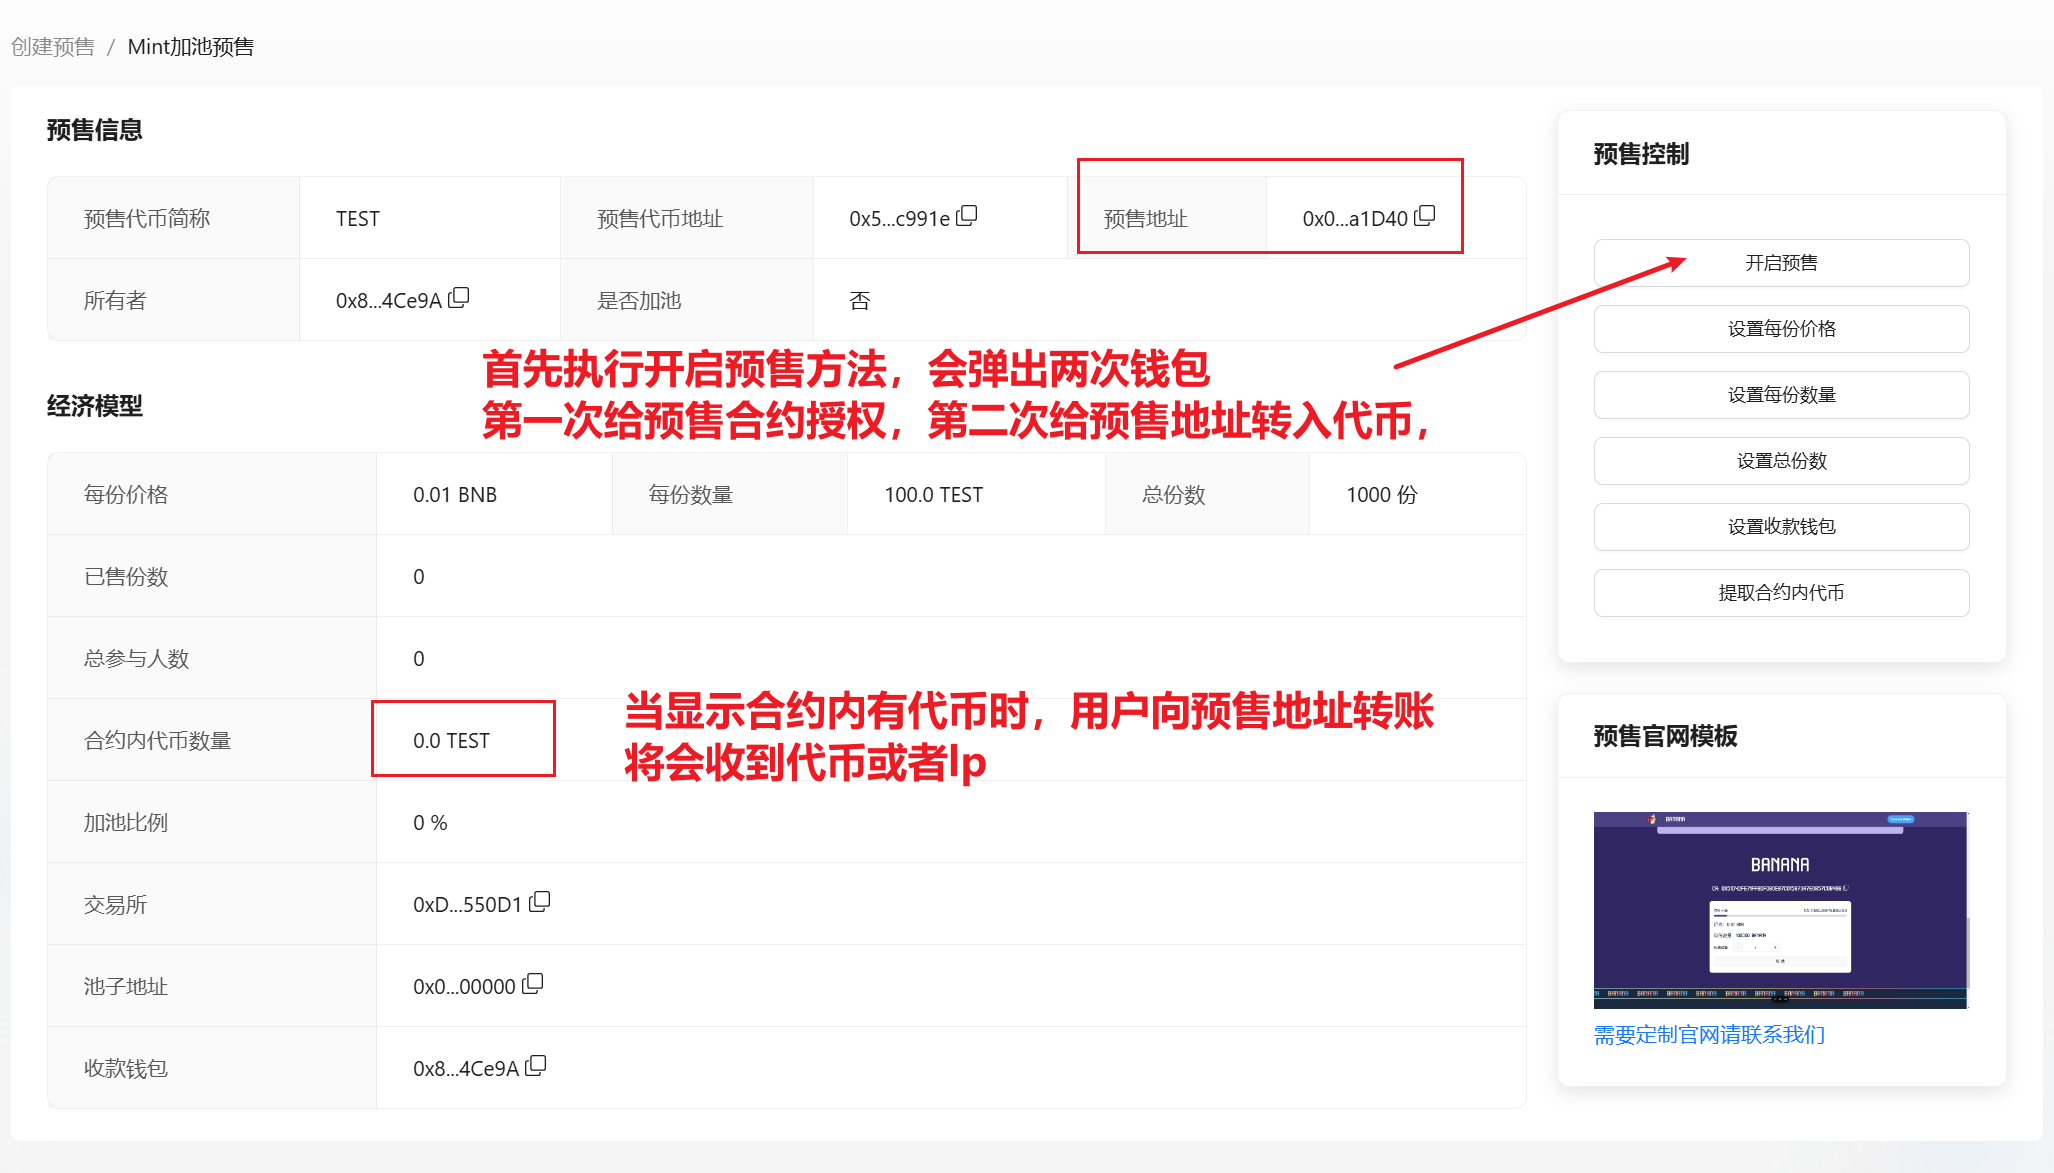 创建预售 / Mint加池预售
预售信息
预售代币简称 TEST 预售代币地址 0x5...c991e 预售地址 0x0...a1D40
所有者 0x8...4Ce9A 是否加池 否
首先执行开启预售方法，会弹出两次钱包
第一次给预售合约授权，第二次给预售地址转入代币，
经济模型
每份价格 0.01 BNB 每份数量 100.0 TEST 总份数 1000 份
已售份数 0
总参与人数 0
合约内代币数量 0.0 TEST
当显示合约内有代币时，用户向预售地址转账
将会收到代币或者lp
加池比例 0 %
交易所 0xD...550D1
池子地址 0x0...00000
收款钱包 0x8...4Ce9A
预售控制
开启预售
设置每份价格
设置每份数量
设置总份数
设置收款钱包
提取合约内代币
预售官网模板
BANANA
BANANA
BANANA BANANA BANANA BANANA BANANA BANANA BANANA BANANA BANANA
需要定制官网请联系我们